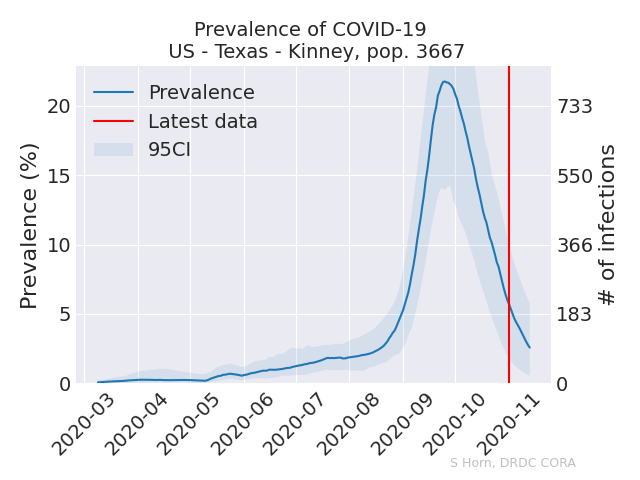 Prevalence of COVID-19
US - Texas - Kinney, pop. 3667
Prevalence
Latest data
95CI
Prevalence (%)
20
15
10
5
0
733
550
366
183
0
# of infections
2020-03
2020-04
2020-05
2020-06
2020-07
2020-08
2020-09
2020-10
2020-11
S Horn, DRDC CORA